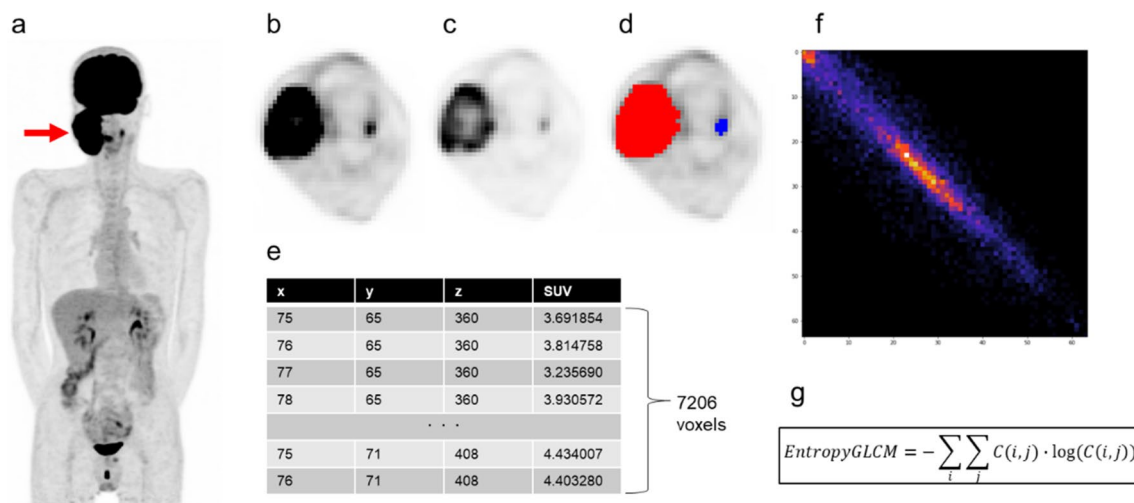 a
b
c
d
e
x y z SUV
75 65 360 3.691854
76 65 360 3.814758
77 65 360 3.235690
78 65 360 3.930572
. . .
75 71 408 4.434007
76 71 408 4.403280
7206
voxels
f
0
10
20
30
40
50
60
0 10 20 30 40 50 60
g
EntropyGLCM = − ∑i ∑j C(i,j) · log(C(i,j))